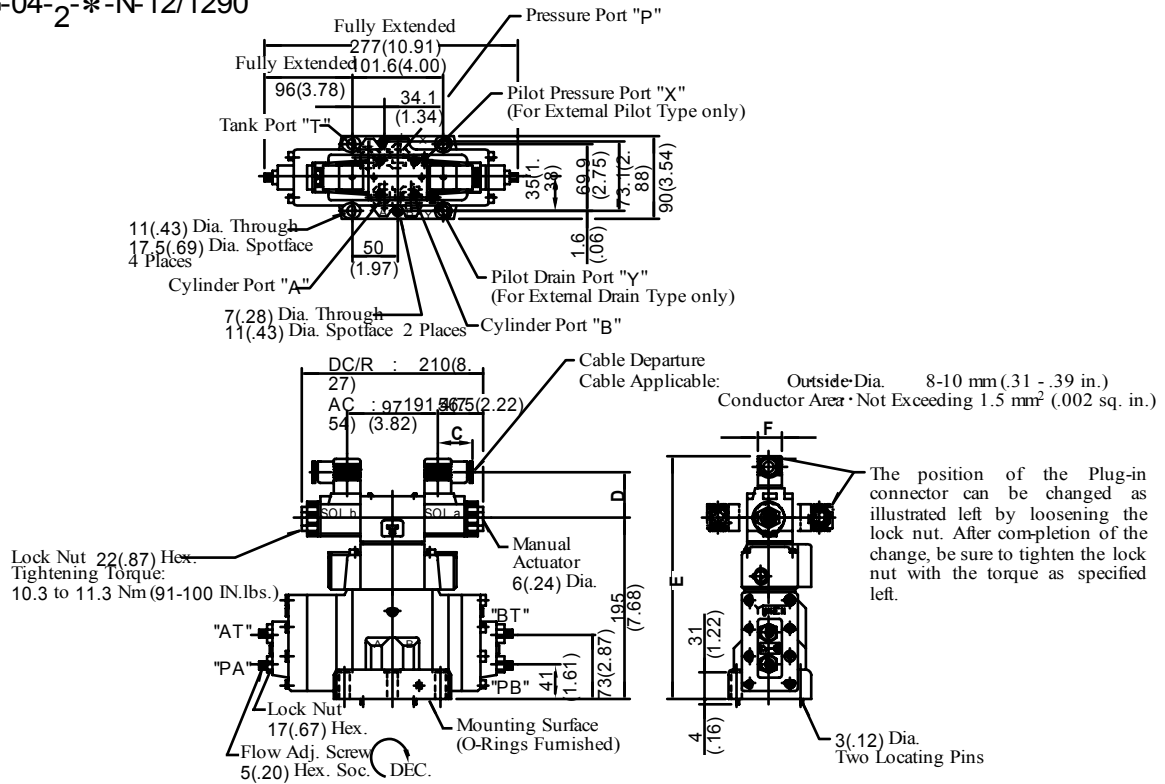 -04-2-*-N-12/1290
Pressure Port "P"
Fully Extended
277(10.91)
Fully Extended
101.6(4.00)
96(3.78)
34.1
(1.34)
Pilot Pressure Port "X"
(For External Pilot Type only)
Tank Port "T"
35(1.
38)
69.9
(2.75)
73.1(2.
88)
90(3.54)
1.6
(.06)
11(.43) Dia. Through
17.5(.69) Dia. Spotface
4 Places
50
(1.97)
Cylinder Port "A"
Pilot Drain Port "Y"
(For External Drain Type only)
7(.28) Dia. Through
11(.43) Dia. Spotface 2 Places
Cylinder Port "B"
DC/R : 210(8.
27)
AC : 191.5(7.
54)
97
(3.82)
56.5(2.22)
C
Cable Departure
Cable Applicable:
Outside Dia. 8-10 mm (.31 - .39 in.)
Conductor Area Not Exceeding 1.5 mm² (.002 sq. in.)
F
The position of the Plug-in
connector can be changed as
illustrated left by loosening the
lock nut. After com-pletion of the
change, be sure to tighten the lock
nut with the torque as specified
left.
D
E
SOL b
SOL a
Lock Nut 22(.87) Hex.
Tightening Torque:
10.3 to 11.3 Nm (91-100 IN.lbs.)
Manual
Actuator
6(.24) Dia.
195
(7.68)
"AT"
"BT"
"PA"
"PB"
A B
41
(1.61)
73(2.87)
31
(1.22)
4
(.16)
Lock Nut
17(.67) Hex.
Mounting Surface
(O-Rings Furnished)
Flow Adj. Screw
5(.20) Hex. Soc.
DEC.
3(.12) Dia.
Two Locating Pins